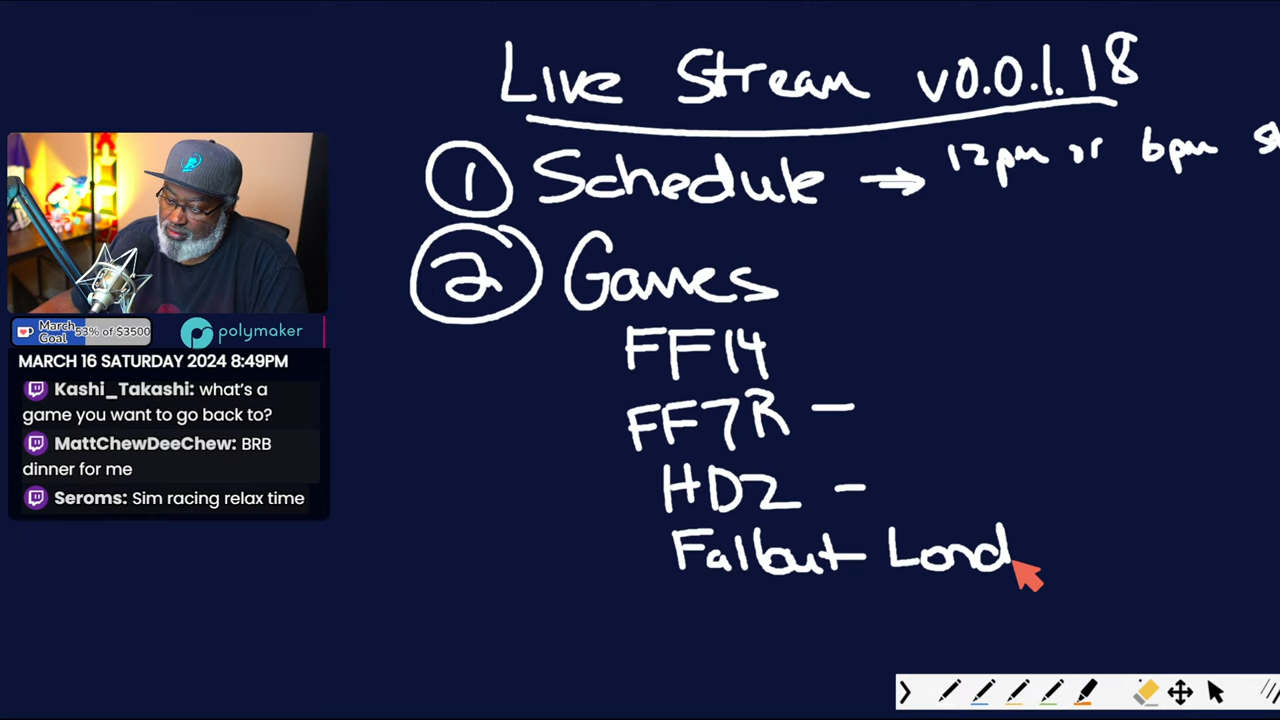 Live Stream v0.0.1.18
① Schedule → 12pm or 6pm
② Games
FF14
FF7R -
HD2 -
Fallout Lond
March Goal
53% of $3500
polymaker
MARCH 16 SATURDAY 2024 8:49PM
Kashi_Takashi: what's a
game you want to go back to?
MattChewDeeChew: BRB
dinner for me
Seroms: Sim racing relax time